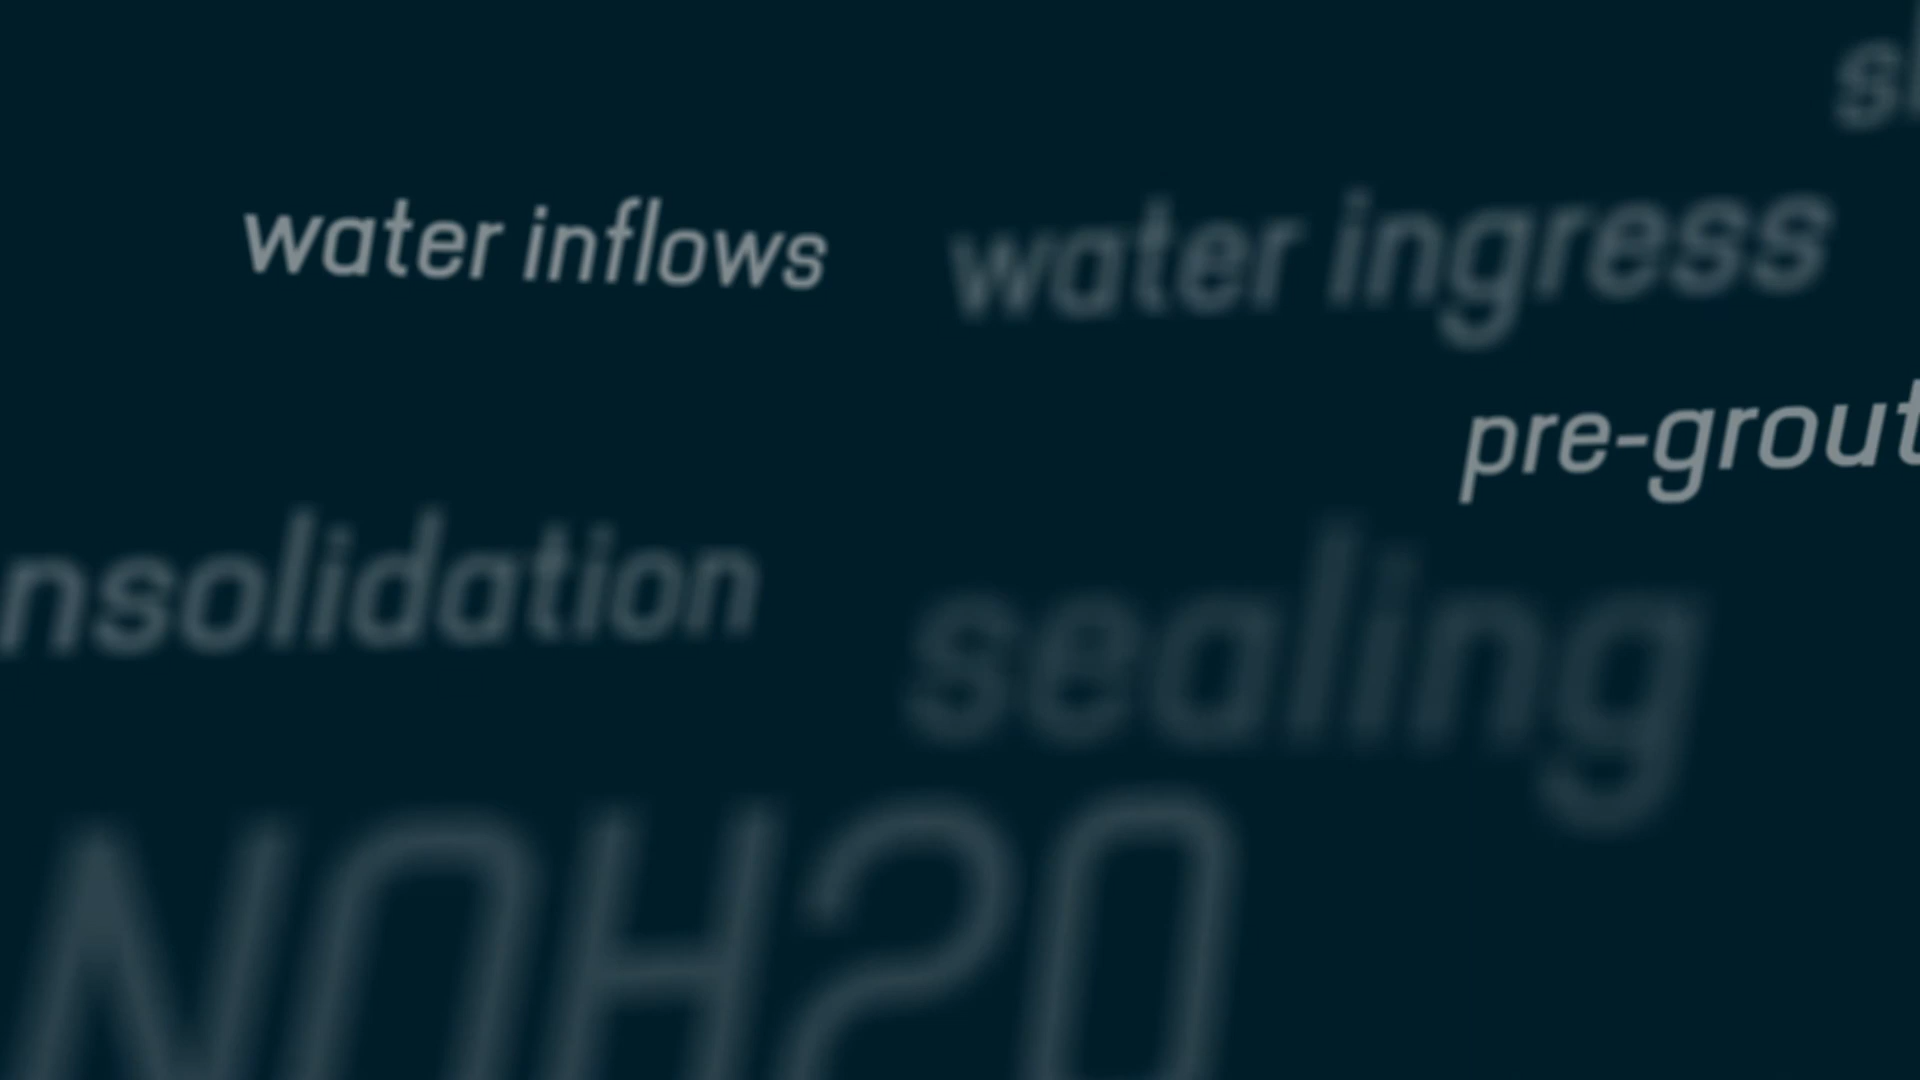 water inflows
water ingress
pre-grout
nsolidation
sealing
NOH2O